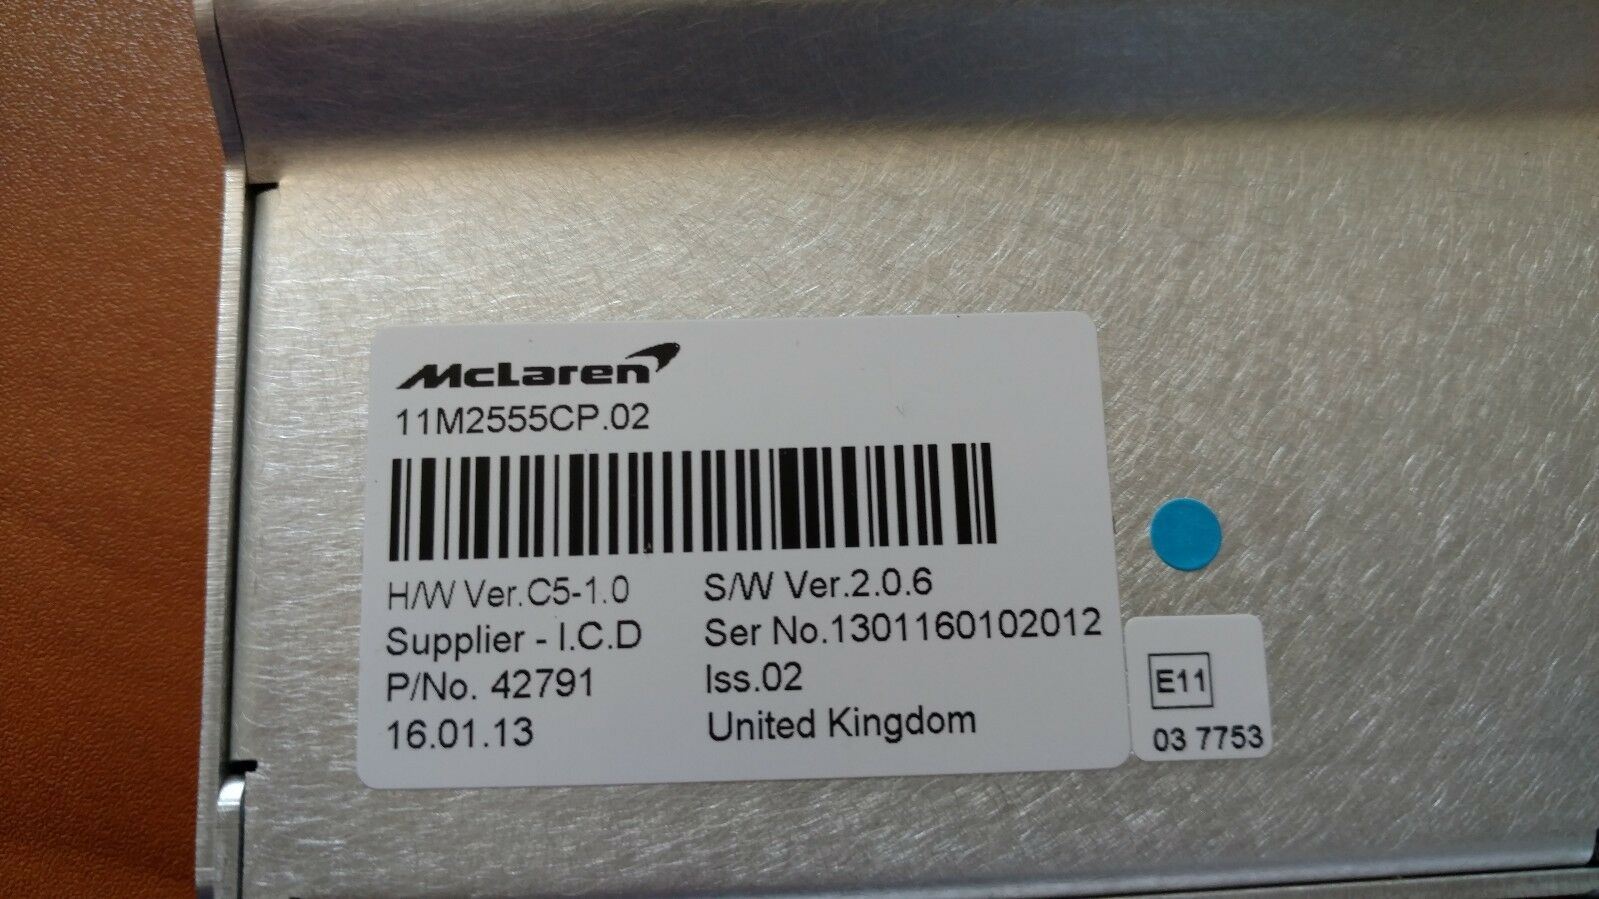 McLaren
11M2555CP.02
H/W Ver.C5-1.0 S/W Ver.2.0.6
Supplier - I.C.D Ser No.1301160102012
P/No. 42791 Iss.02
16.01.13 United Kingdom
E11
03 7753